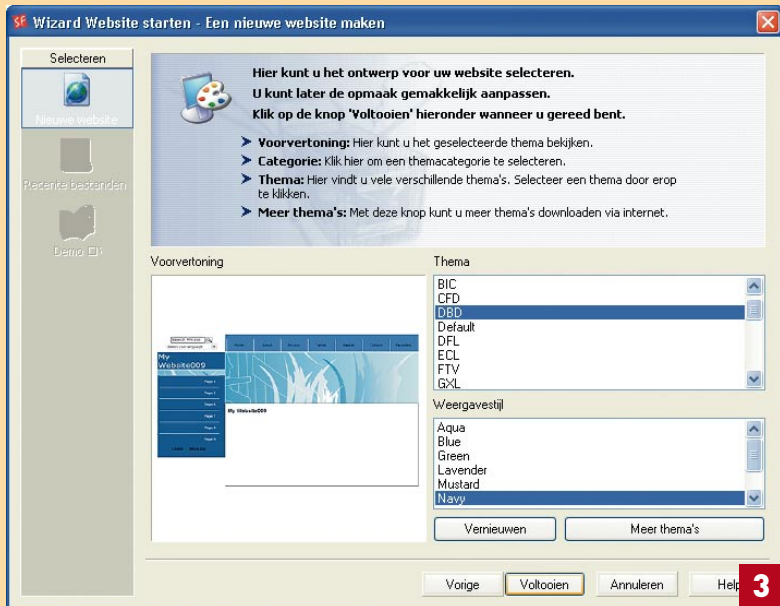 SF Wizard Website starten - Een nieuwe website maken
Selecteren
Nieuwe website
Recente bestanden
Demo
Hier kunt u het ontwerp voor uw website selecteren.
U kunt later de opmaak gemakkelijk aanpassen.
Klik op de knop 'Voltooien' hieronder wanneer u gereed bent.
Voorvertoning: Hier kunt u het geselecteerde thema bekijken.
Categorie: Klik hier om een themacategorie te selecteren.
Thema: Hier vindt u vele verschillende thema's. Selecteer een thema door erop
te klikken.
Meer thema's: Met deze knop kunt u meer thema's downloaden via internet.
Voorvertoning
My
Website009
Page 1
My Website009
Thema
BIC
CFD
DBD
Default
DFL
ECL
FTV
GXL
Weergavestijl
Aqua
Blue
Green
Lavender
Mustard
Navy
Vernieuwen
Meer thema's
Vorige
Voltooien
Annuleren
Help
3